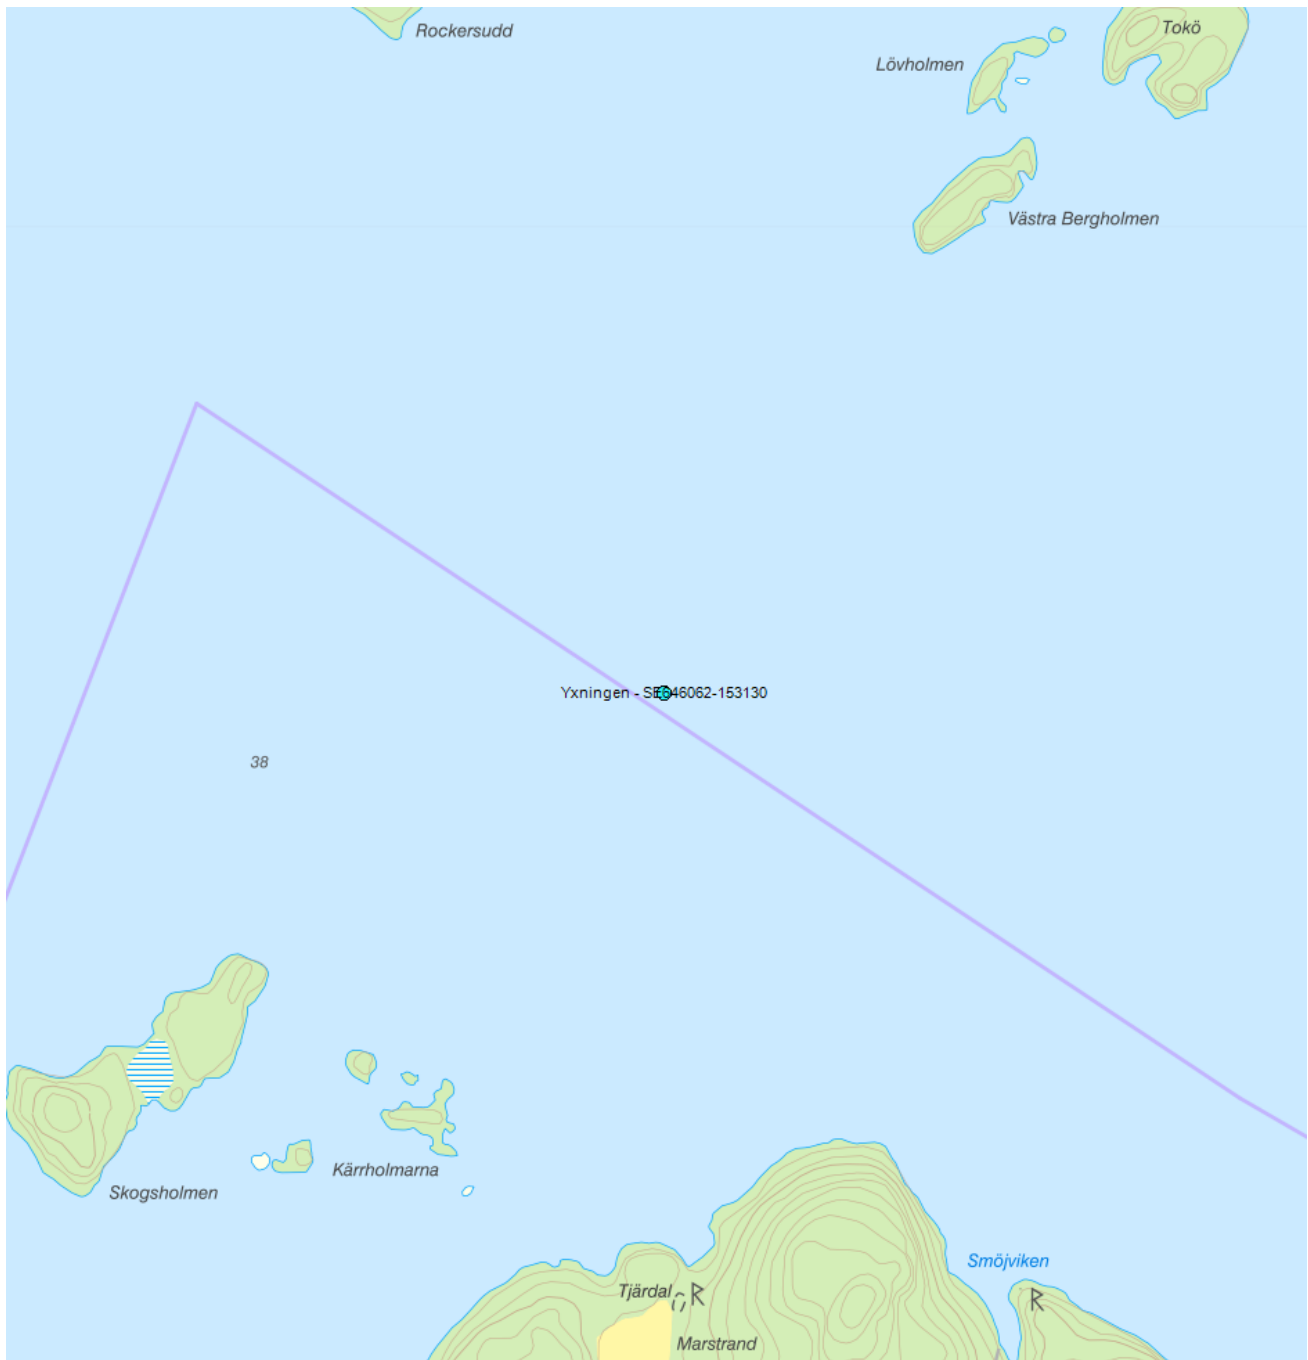 Rockersudd
Tokö
Lövholmen
Västra Bergholmen
Yxningen - SE646062-153130
38
Kärrholmarna
Skogsholmen
Smöjviken
Tjärdal
Marstrand